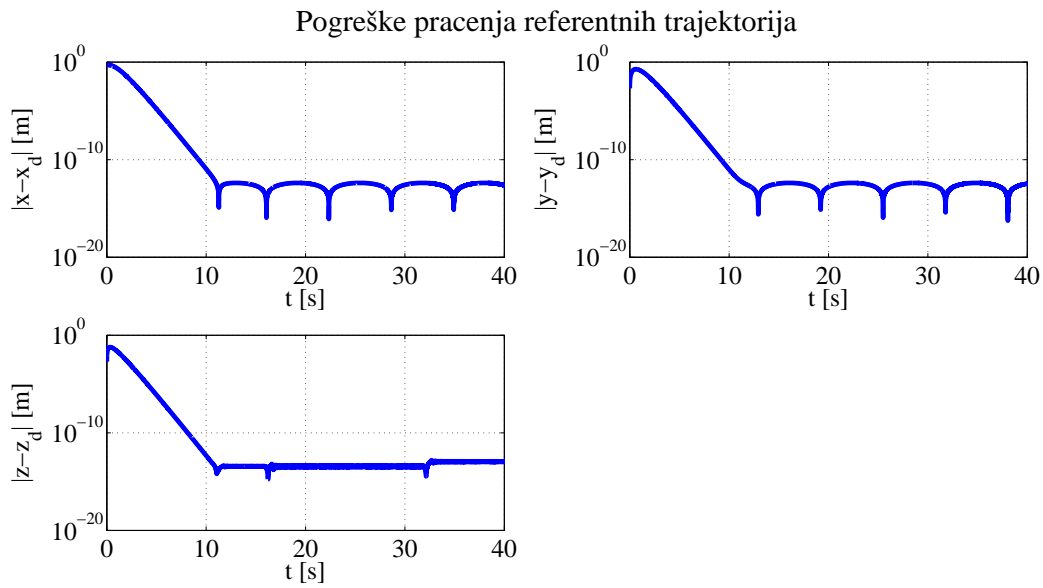 Pogreške pracenja referentnih trajektorija
|x−x_d| [m]
10^0
10^−10
10^−20
0 10 20 30 40
t [s]
|y−y_d| [m]
10^0
10^−10
10^−20
0 10 20 30 40
t [s]
|z−z_d| [m]
10^0
10^−10
10^−20
0 10 20 30 40
t [s]